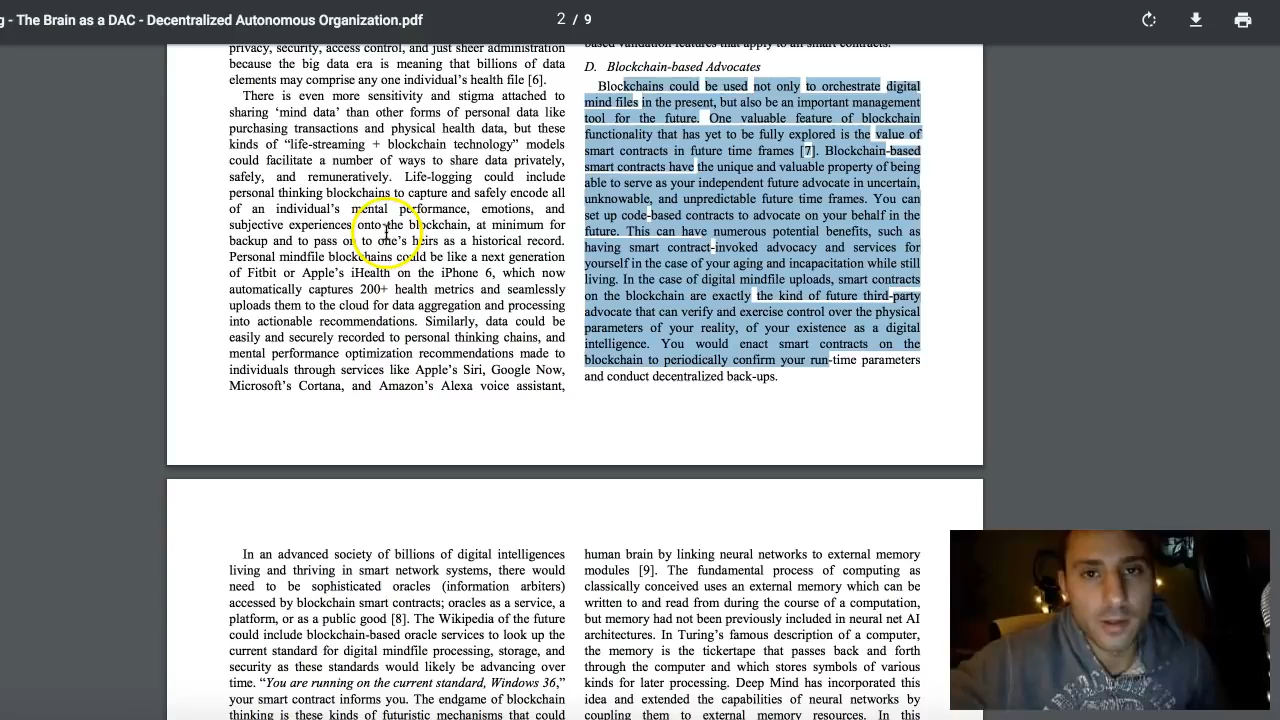 g - The Brain as a DAC - Decentralized Autonomous Organization.pdf
2 / 9
privacy, security, access control, and just sheer administration
because the big data era is meaning that billions of data
elements may comprise any one individual's health file [6].
There is even more sensitivity and stigma attached to
sharing 'mind data' than other forms of personal data like
purchasing transactions and physical health data, but these
kinds of "life-streaming + blockchain technology" models
could facilitate a number of ways to share data privately,
safely, and remuneratively. Life-logging could include
personal thinking blockchains to capture and safely encode all
of an individual's mental performance, emotions, and
subjective experiences onto the blockchain, at minimum for
backup and to pass on to one's heirs as a historical record.
Personal mindfile blockchains could be like a next generation
of Fitbit or Apple's iHealth on the iPhone 6, which now
automatically captures 200+ health metrics and seamlessly
uploads them to the cloud for data aggregation and processing
into actionable recommendations. Similarly, data could be
easily and securely recorded to personal thinking chains, and
mental performance optimization recommendations made to
individuals through services like Apple's Siri, Google Now,
Microsoft's Cortana, and Amazon's Alexa voice assistant,
based validation features that apply to all smart contracts.
D. Blockchain-based Advocates
Blockchains could be used not only to orchestrate digital
mind files in the present, but also be an important management
tool for the future. One valuable feature of blockchain
functionality that has yet to be fully explored is the value of
smart contracts in future time frames [7]. Blockchain-based
smart contracts have the unique and valuable property of being
able to serve as your independent future advocate in uncertain,
unknowable, and unpredictable future time frames. You can
set up code-based contracts to advocate on your behalf in the
future. This can have numerous potential benefits, such as
having smart contract-invoked advocacy and services for
yourself in the case of your aging and incapacitation while still
living. In the case of digital mindfile uploads, smart contracts
on the blockchain are exactly the kind of future third-party
advocate that can verify and exercise control over the physical
parameters of your reality, of your existence as a digital
intelligence. You would enact smart contracts on the
blockchain to periodically confirm your run-time parameters
and conduct decentralized back-ups.
In an advanced society of billions of digital intelligences
living and thriving in smart network systems, there would
need to be sophisticated oracles (information arbiters)
accessed by blockchain smart contracts; oracles as a service, a
platform, or as a public good [8]. The Wikipedia of the future
could include blockchain-based oracle services to look up the
current standard for digital mindfile processing, storage, and
security as these standards would likely be advancing over
time. "You are running on the current standard, Windows 36,"
your smart contract informs you. The endgame of blockchain
thinking is these kinds of futuristic mechanisms that could
human brain by linking neural networks to external memory
modules [9]. The fundamental process of computing as
classically conceived uses an external memory which can be
written to and read from during the course of a computation,
but memory had not been previously included in neural net AI
architectures. In Turing's famous description of a computer,
the memory is the tickertape that passes back and forth
through the computer and which stores symbols of various
kinds for later processing. Deep Mind has incorporated this
idea and extended the capabilities of neural networks by
coupling them to external memory resources. In this